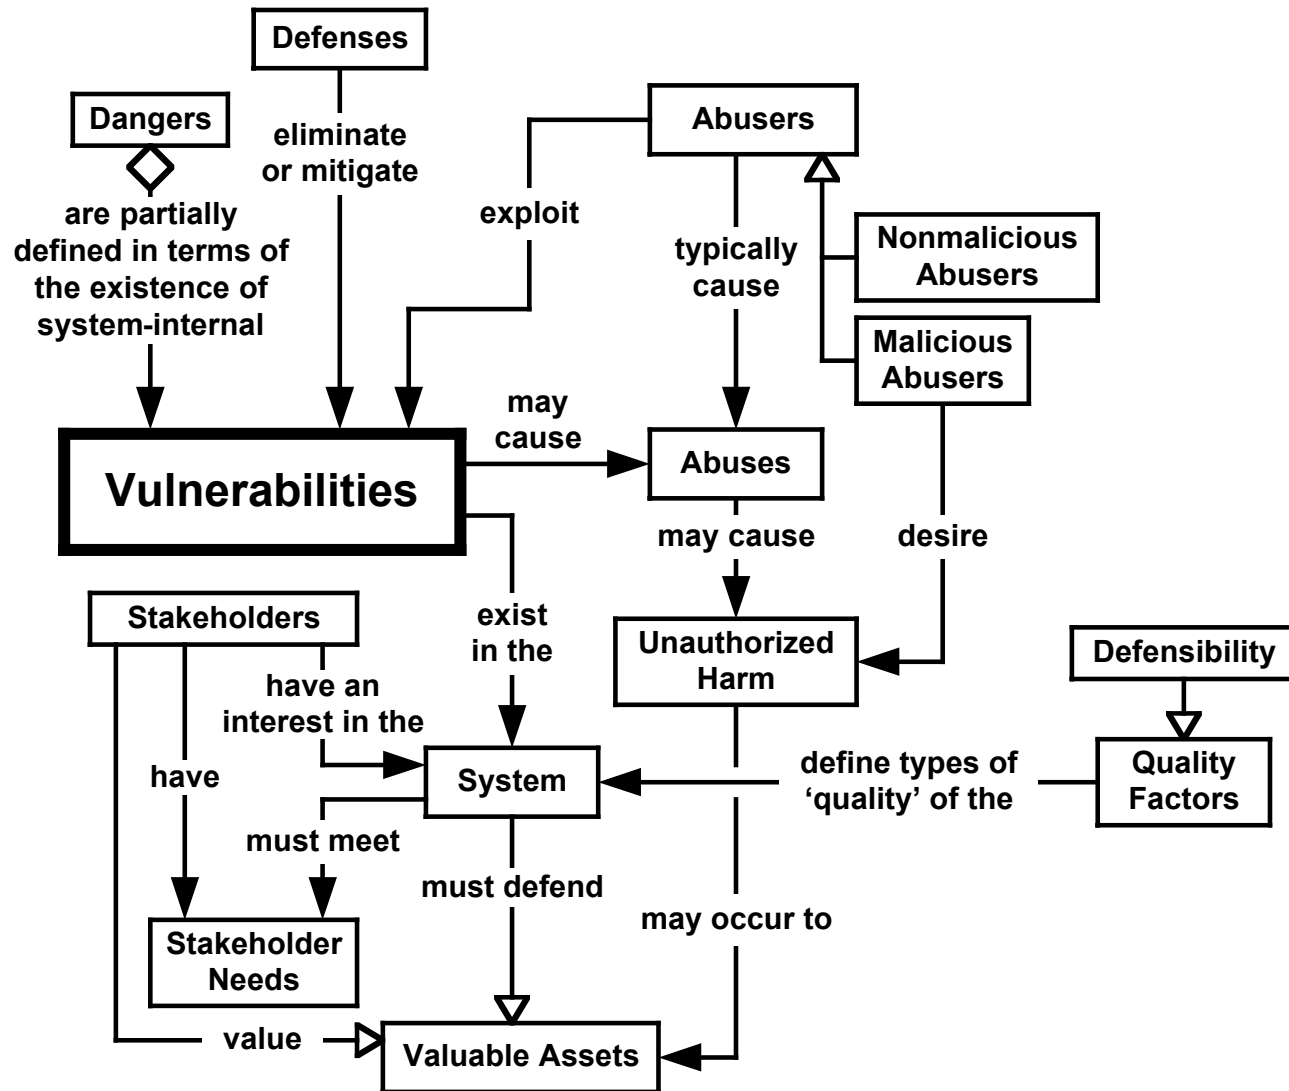 Defenses
Dangers
Abusers
eliminate
or mitigate
are partially
defined in terms of
the existence of
system-internal
exploit
typically
cause
Nonmalicious
Abusers
Malicious
Abusers
may
cause
Vulnerabilities
Abuses
may cause
desire
Stakeholders
exist
in the
Unauthorized
Harm
Defensibility
have an
interest in the
have
System
define types of
‘quality’ of the
Quality
Factors
must meet
must defend
may occur to
Stakeholder
Needs
value
Valuable Assets